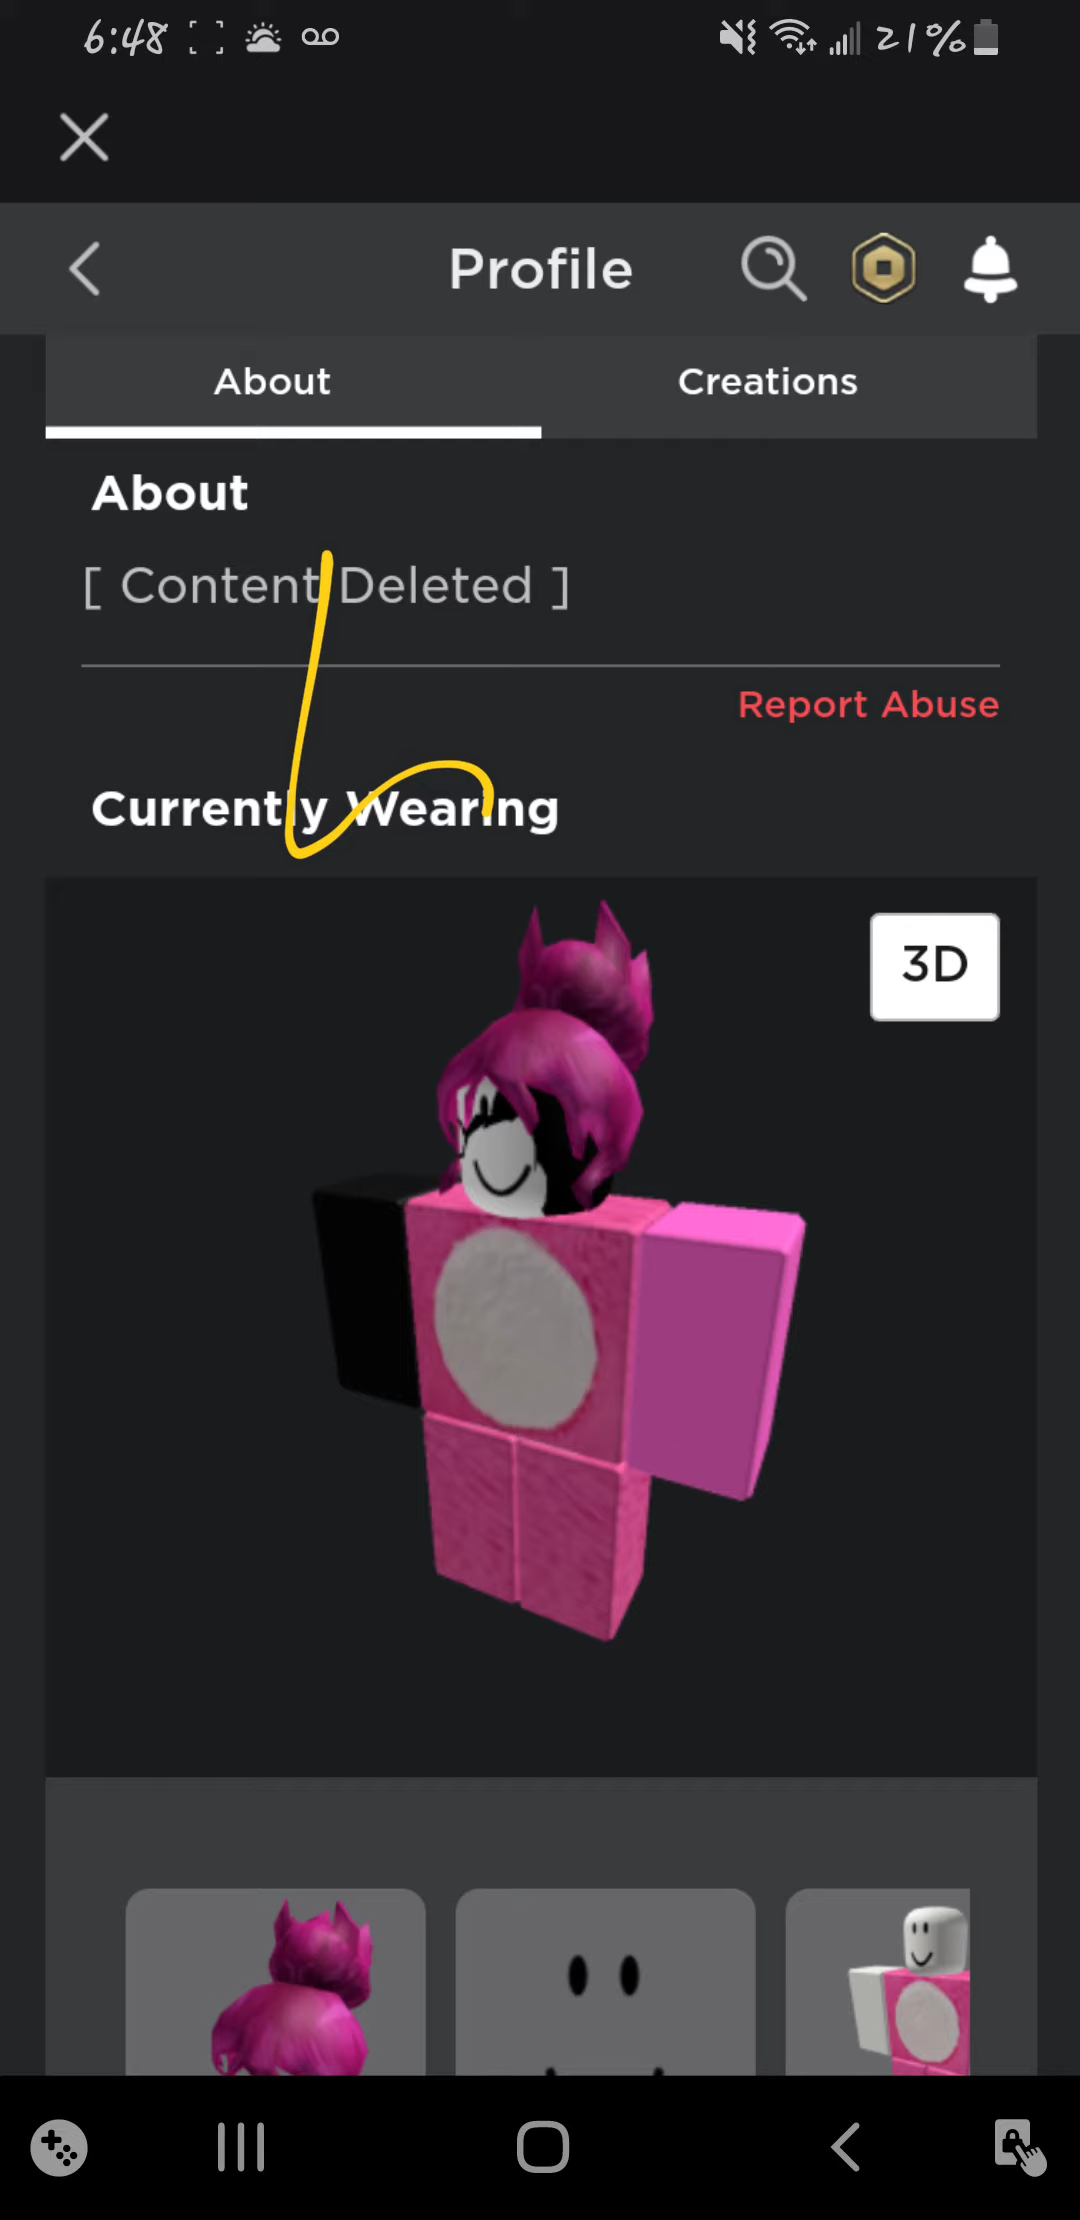 6:48 21%
Profile
About Creations
About
[ Content Deleted ]
Report Abuse
Currently Wearing
3D